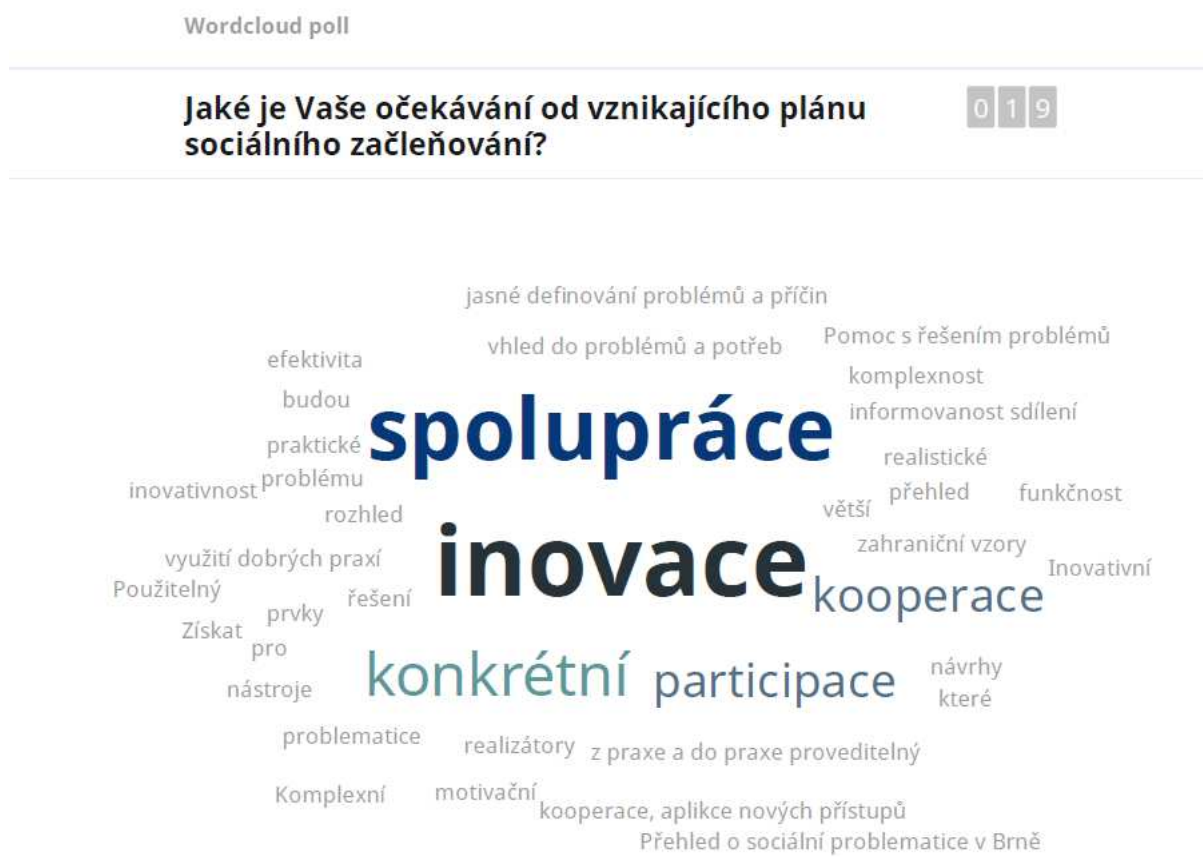 Wordcloud poll
Jaké je Vaše očekávání od vznikajícího plánu
sociálního začleňování?
019
jasné definování problémů a příčin
Pomoc s řešením problémů
vhled do problémů a potřeb
efektivita
komplexnost
budou
informovanost sdílení
spolupráce
praktické
realistické
problému
inovativnost
přehled
funkčnost
větší
rozhled
zahraniční vzory
využití dobrých praxí
inovace
Inovativní
Použitelný
řešení
kooperace
prvky
Získat
pro
návrhy
konkrétní
participace
nástroje
které
problematice
realizátory
z praxe a do praxe proveditelný
Komplexní
motivační
kooperace, aplikce nových přístupů
Přehled o sociální problematice v Brně